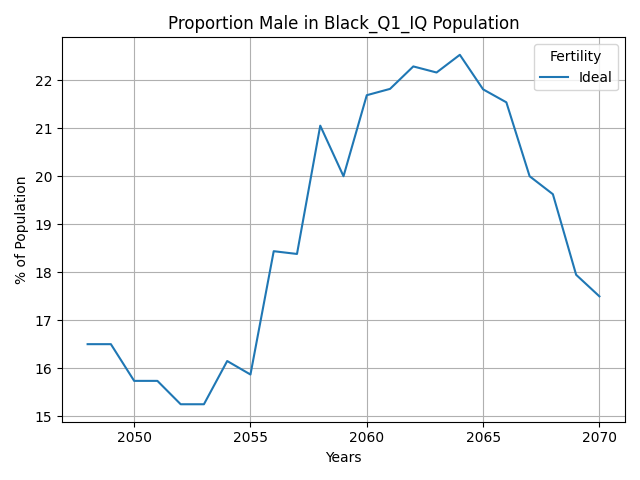 Proportion Male in Black_Q1_IQ Population
Fertility
Ideal
% of Population
22
21
20
19
18
17
16
15
2050
2055
2060
2065
2070
Years